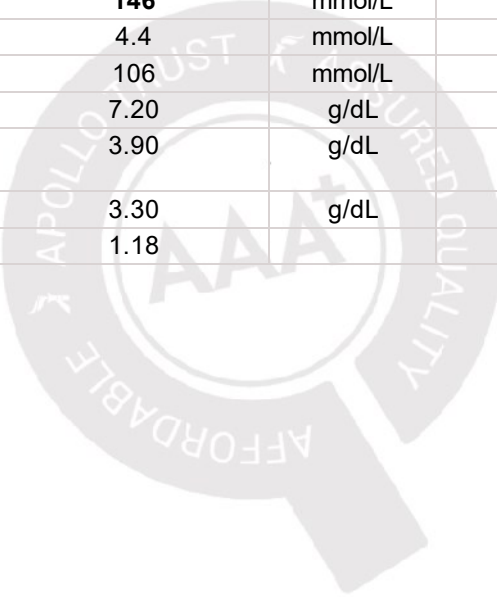 146 mmol/L
4.4 mmol/L
106 mmol/L
7.20 g/dL
3.90 g/dL
3.30 g/dL
1.18
APOLLO TRUST ASSURED QUALITY AFFORDABLE
AAA+